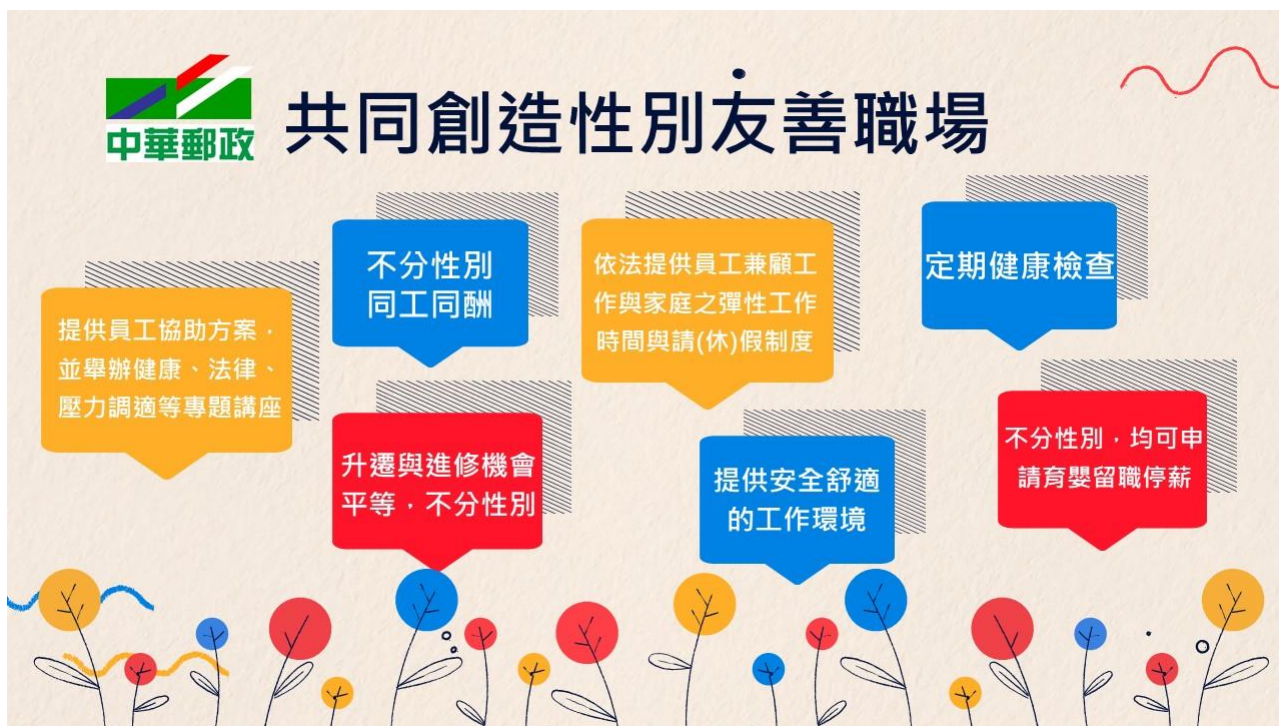 中華郵政
共同創造性別友善職場
提供員工協助方案，
並舉辦健康、法律、
壓力調適等專題講座
不分性別
同工同酬
升遷與進修機會
平等，不分性別
依法提供員工兼顧工
作與家庭之彈性工作
時間與請(休)假制度
提供安全舒適
的工作環境
定期健康檢查
不分性別，均可申
請育嬰留職停薪